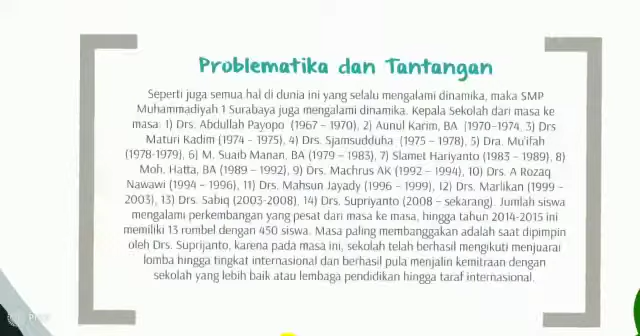 Problematika dan Tantangan
Seperti juga semua hal di dunia ini yang selalu mengalami dinamika, maka SMP
Muhammadiyah 1 Surabaya juga mengalami dinamika. Kepala Sekolah dari masa ke
masa: 1) Drs. Abdullah Payopo (1967 – 1970), 2) Aunul Karim, BA (1970-1974, 3) Drs
Maturi Kadim (1974 – 1975), 4) Drs. Sjamsudduha (1975 – 1978), 5) Dra. Mu'ifah
(1978-1979), 6) M. Suaib Manan, BA (1979 – 1983), 7) Slamet Hariyanto (1983 – 1989), 8)
Moh. Hatta, BA (1989 – 1992), 9) Drs. Machrus AK (1992 – 1994), 10) Drs. A Rozaq
Nawawi (1994 – 1996), 11) Drs. Mahsun Jayady (1996 – 1999), 12) Drs. Marlikan (1999 –
2003), 13) Drs. Sabiq (2003-2008), 14) Drs. Supriyanto (2008 – sekarang). Jumlah siswa
mengalami perkembangan yang pesat dari masa ke masa, hingga tahun 2014-2015 ini
memiliki 13 rombel dengan 450 siswa. Masa paling membanggakan adalah saat dipimpin
oleh Drs. Suprijanto, karena pada masa ini, sekolah telah berhasil mengikuti menjuarai
lomba hingga tingkat internasional dan berhasil pula menjalin kemitraan dengan
sekolah yang lebih baik atau lembaga pendidikan hingga taraf internasional.